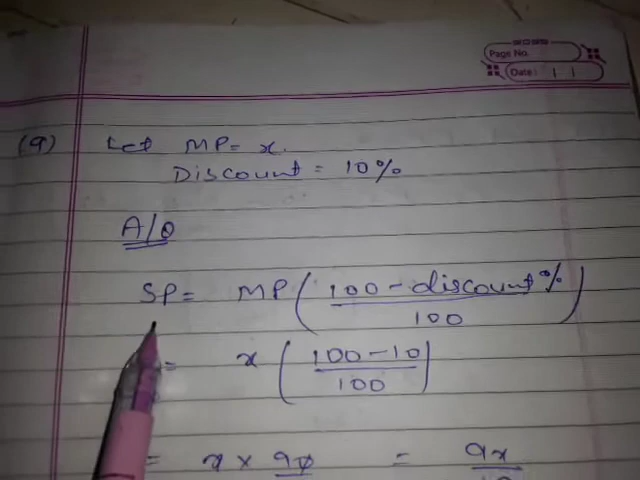 Page No.
Date:
(9) Let MP = x.
Discount = 10%
A/Q
SP = MP ( 100 - discount% / 100 )
= x ( 100 - 10 / 100 )
= x × 90 = 9x